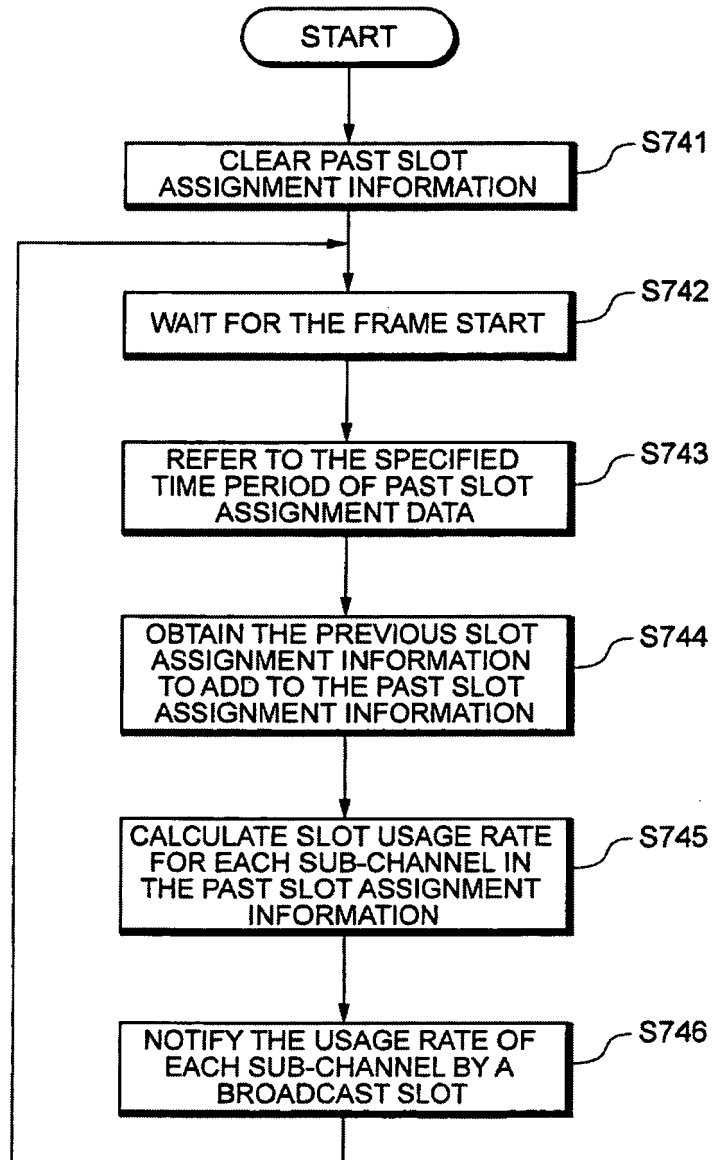 START
S741
CLEAR PAST SLOT
ASSIGNMENT INFORMATION
S742
WAIT FOR THE FRAME START
S743
REFER TO THE SPECIFIED
TIME PERIOD OF PAST SLOT
ASSIGNMENT DATA
S744
OBTAIN THE PREVIOUS SLOT
ASSIGNMENT INFORMATION
TO ADD TO THE PAST SLOT
ASSIGNMENT INFORMATION
S745
CALCULATE SLOT USAGE RATE
FOR EACH SUB-CHANNEL IN
THE PAST SLOT ASSIGNMENT
INFORMATION
S746
NOTIFY THE USAGE RATE OF
EACH SUB-CHANNEL BY A
BROADCAST SLOT